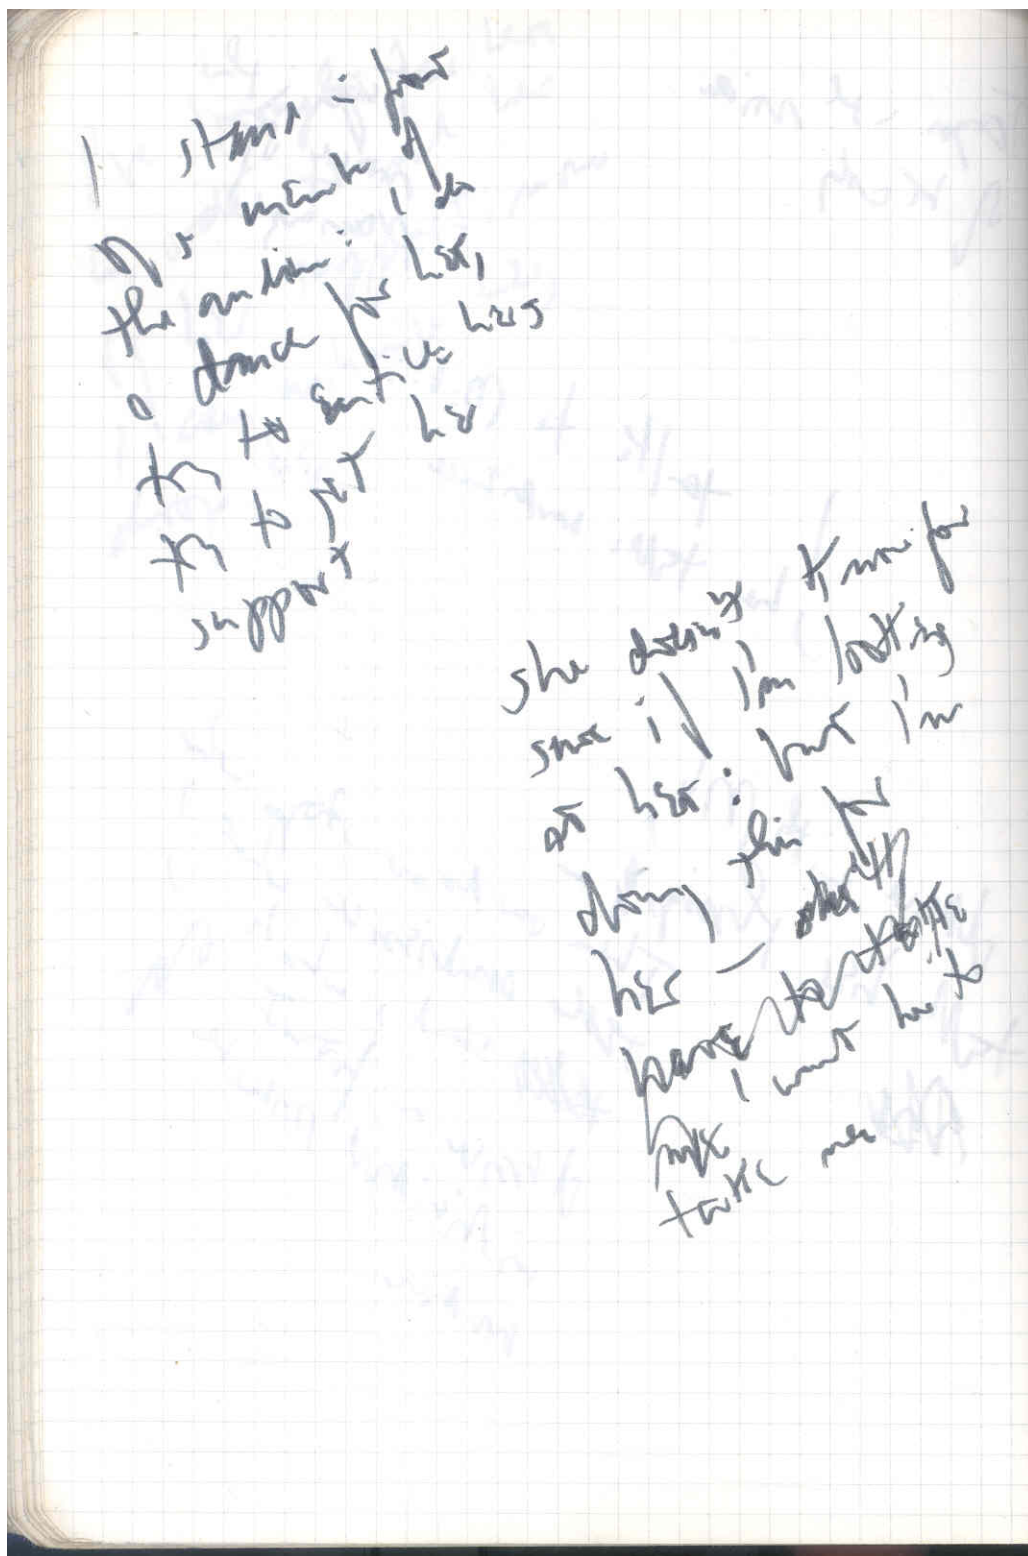 I stand in front
of a member of
the audience: I do
a dance for her,
try to entice her,
try to get her
support
she doesn't know for
sure if I'm looking
at her: but I'm
doing this for
her —
have to
I want her to
take me